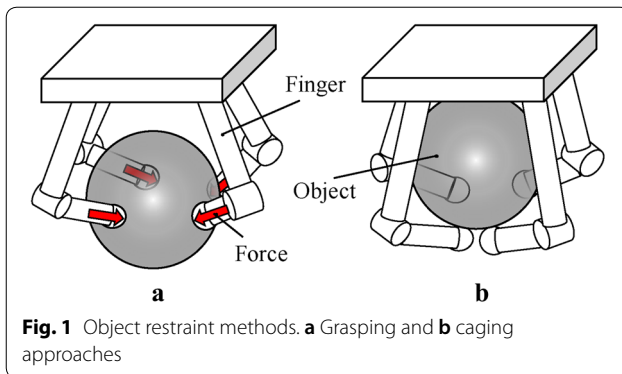 Finger
Object
Force
a
b
Fig. 1 Object restraint methods. a Grasping and b caging
approaches